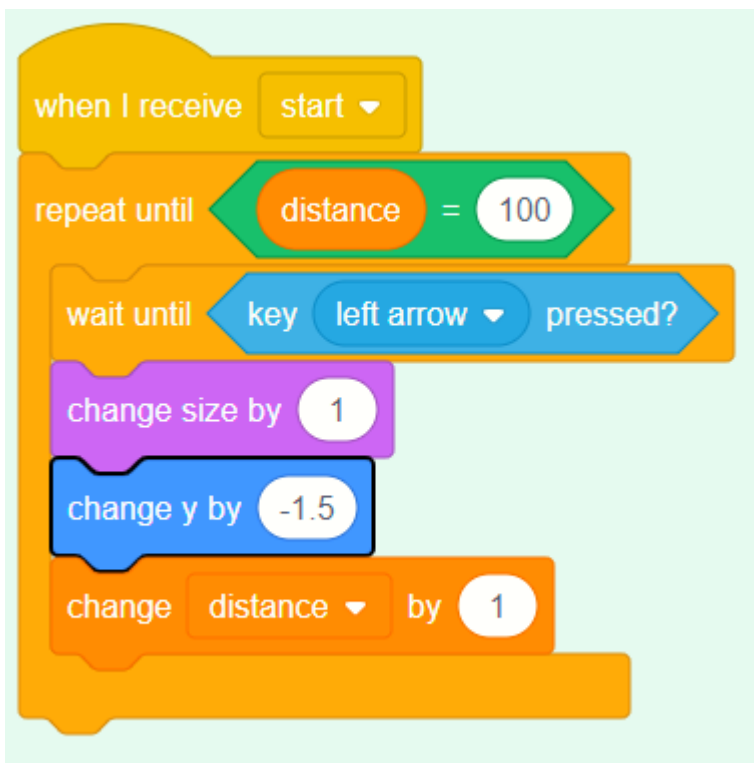 when I receive start
repeat until distance = 100
wait until key left arrow pressed?
change size by 1
change y by -1.5
change distance by 1